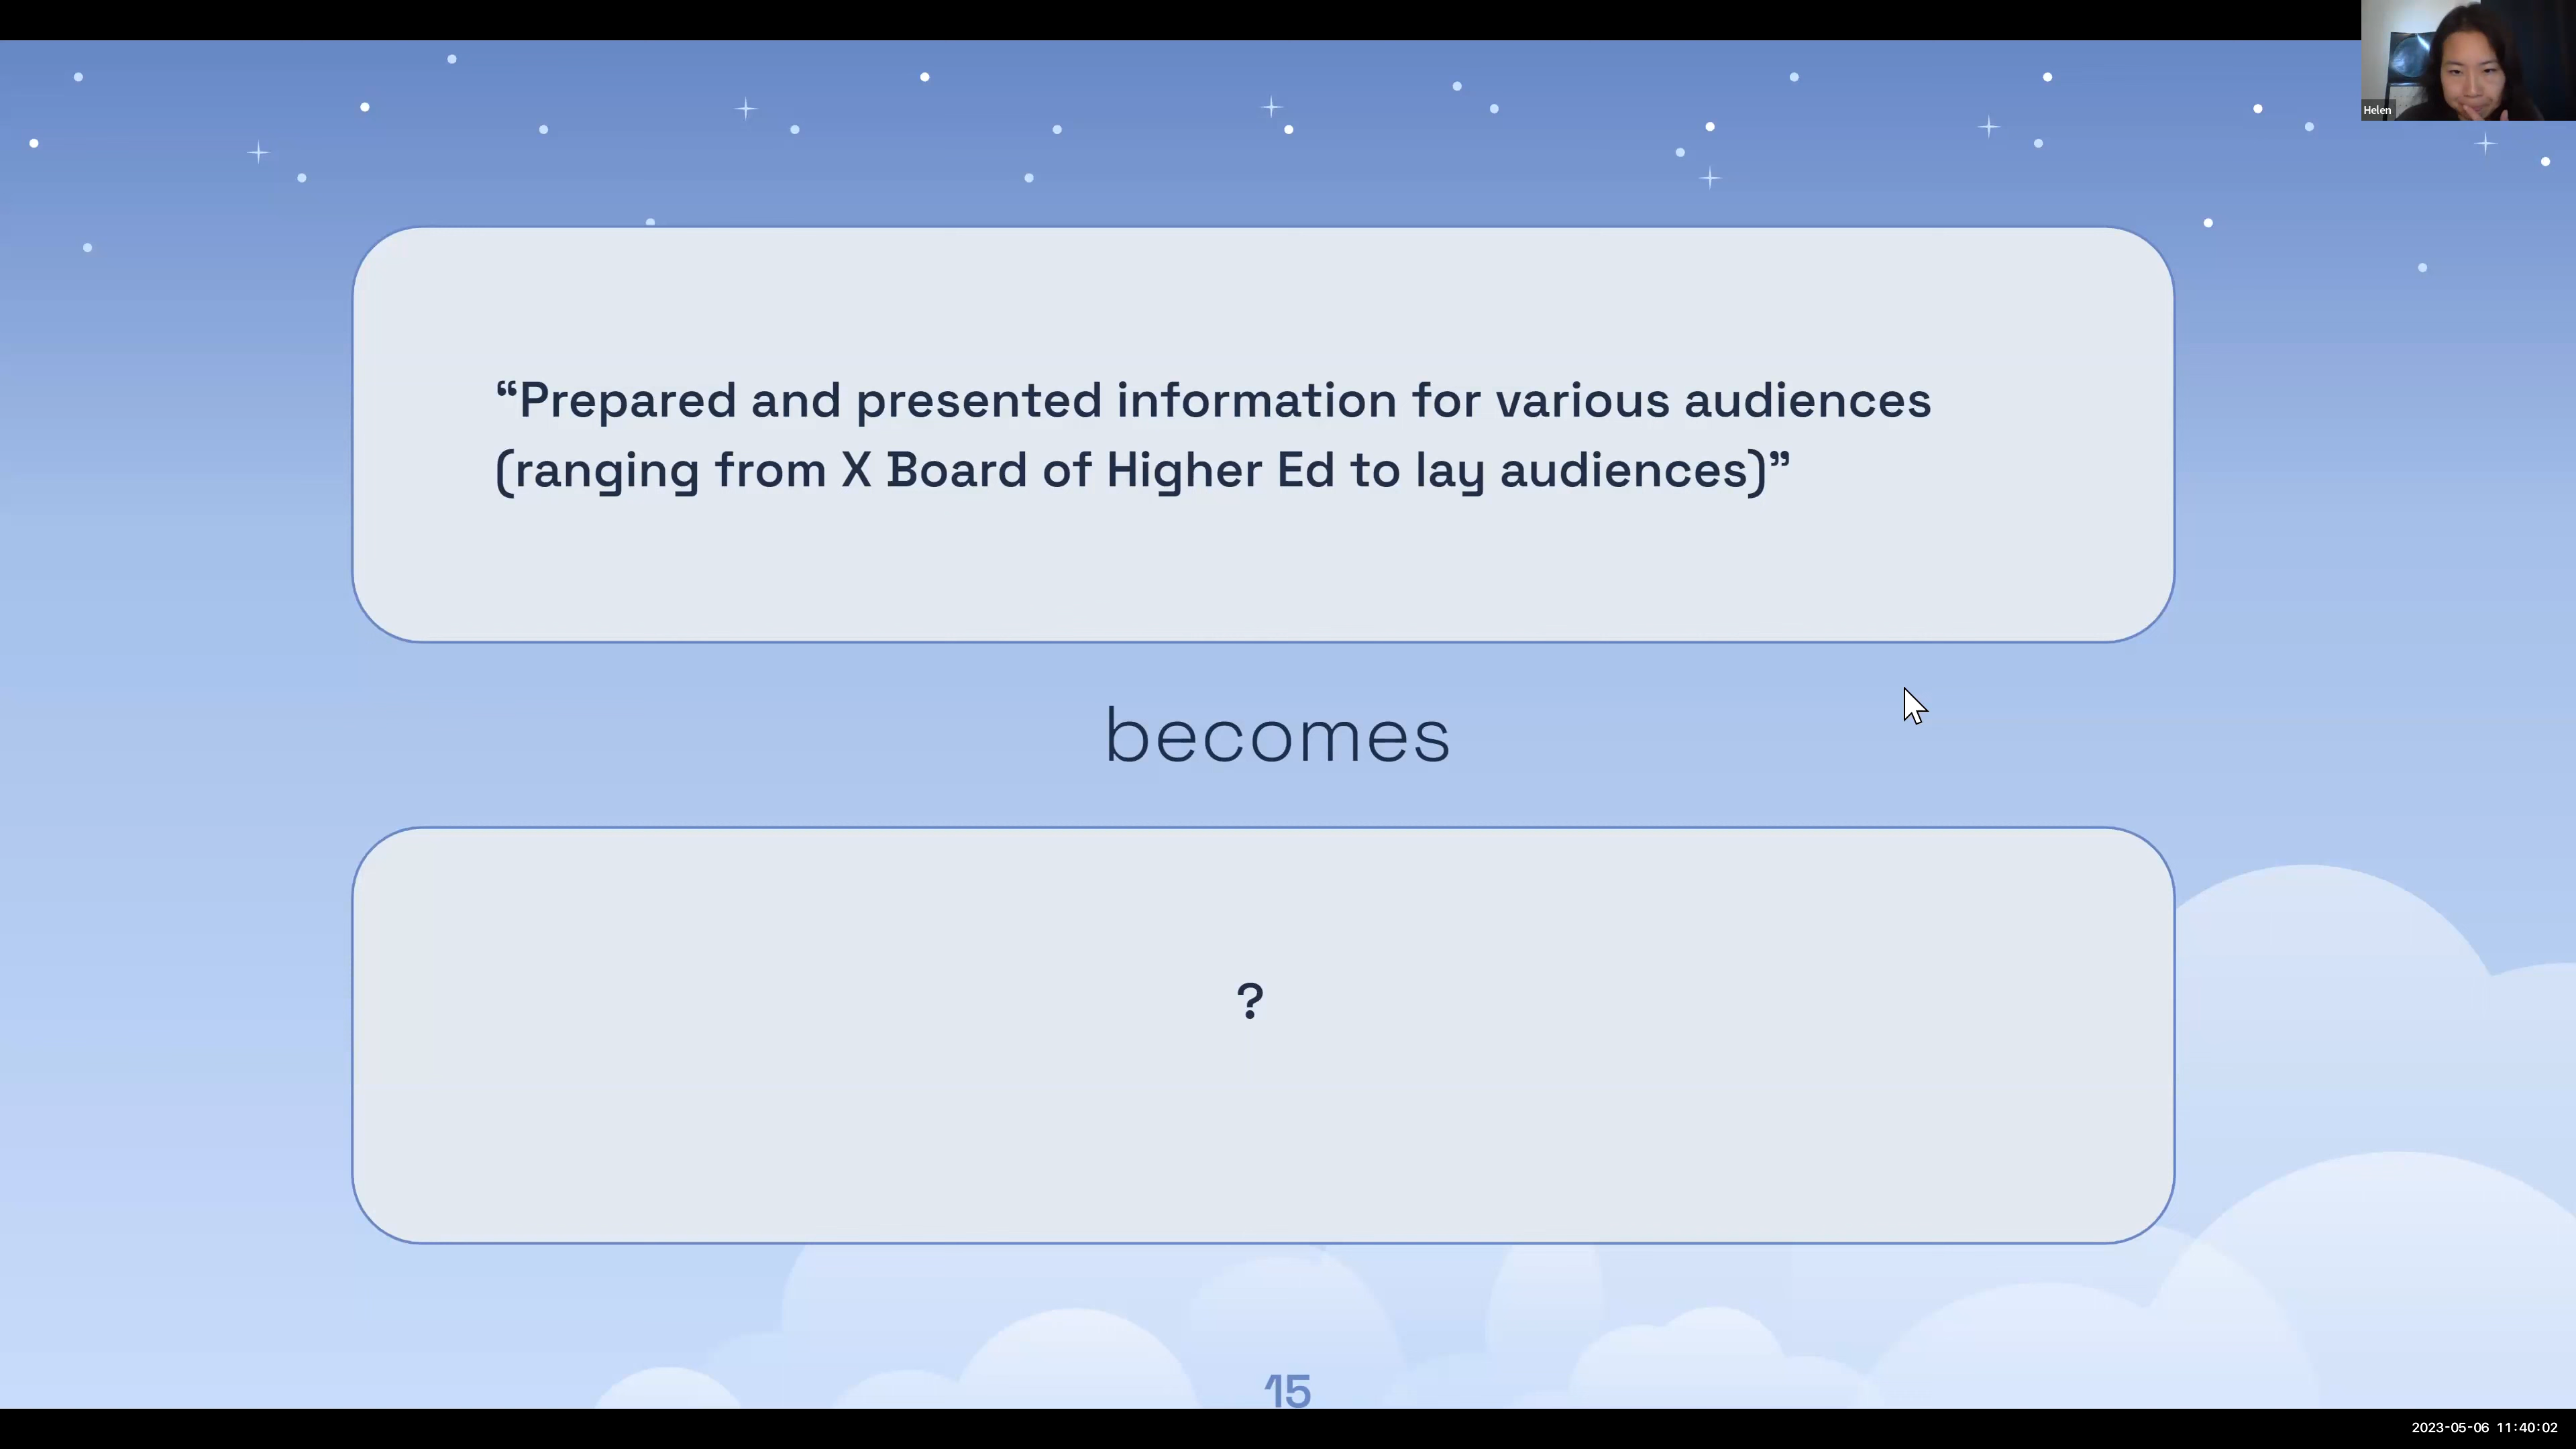 Helen
“Prepared and presented information for various audiences
(ranging from X Board of Higher Ed to lay audiences)”
becomes
?
15
2023-05-06 11:40:02